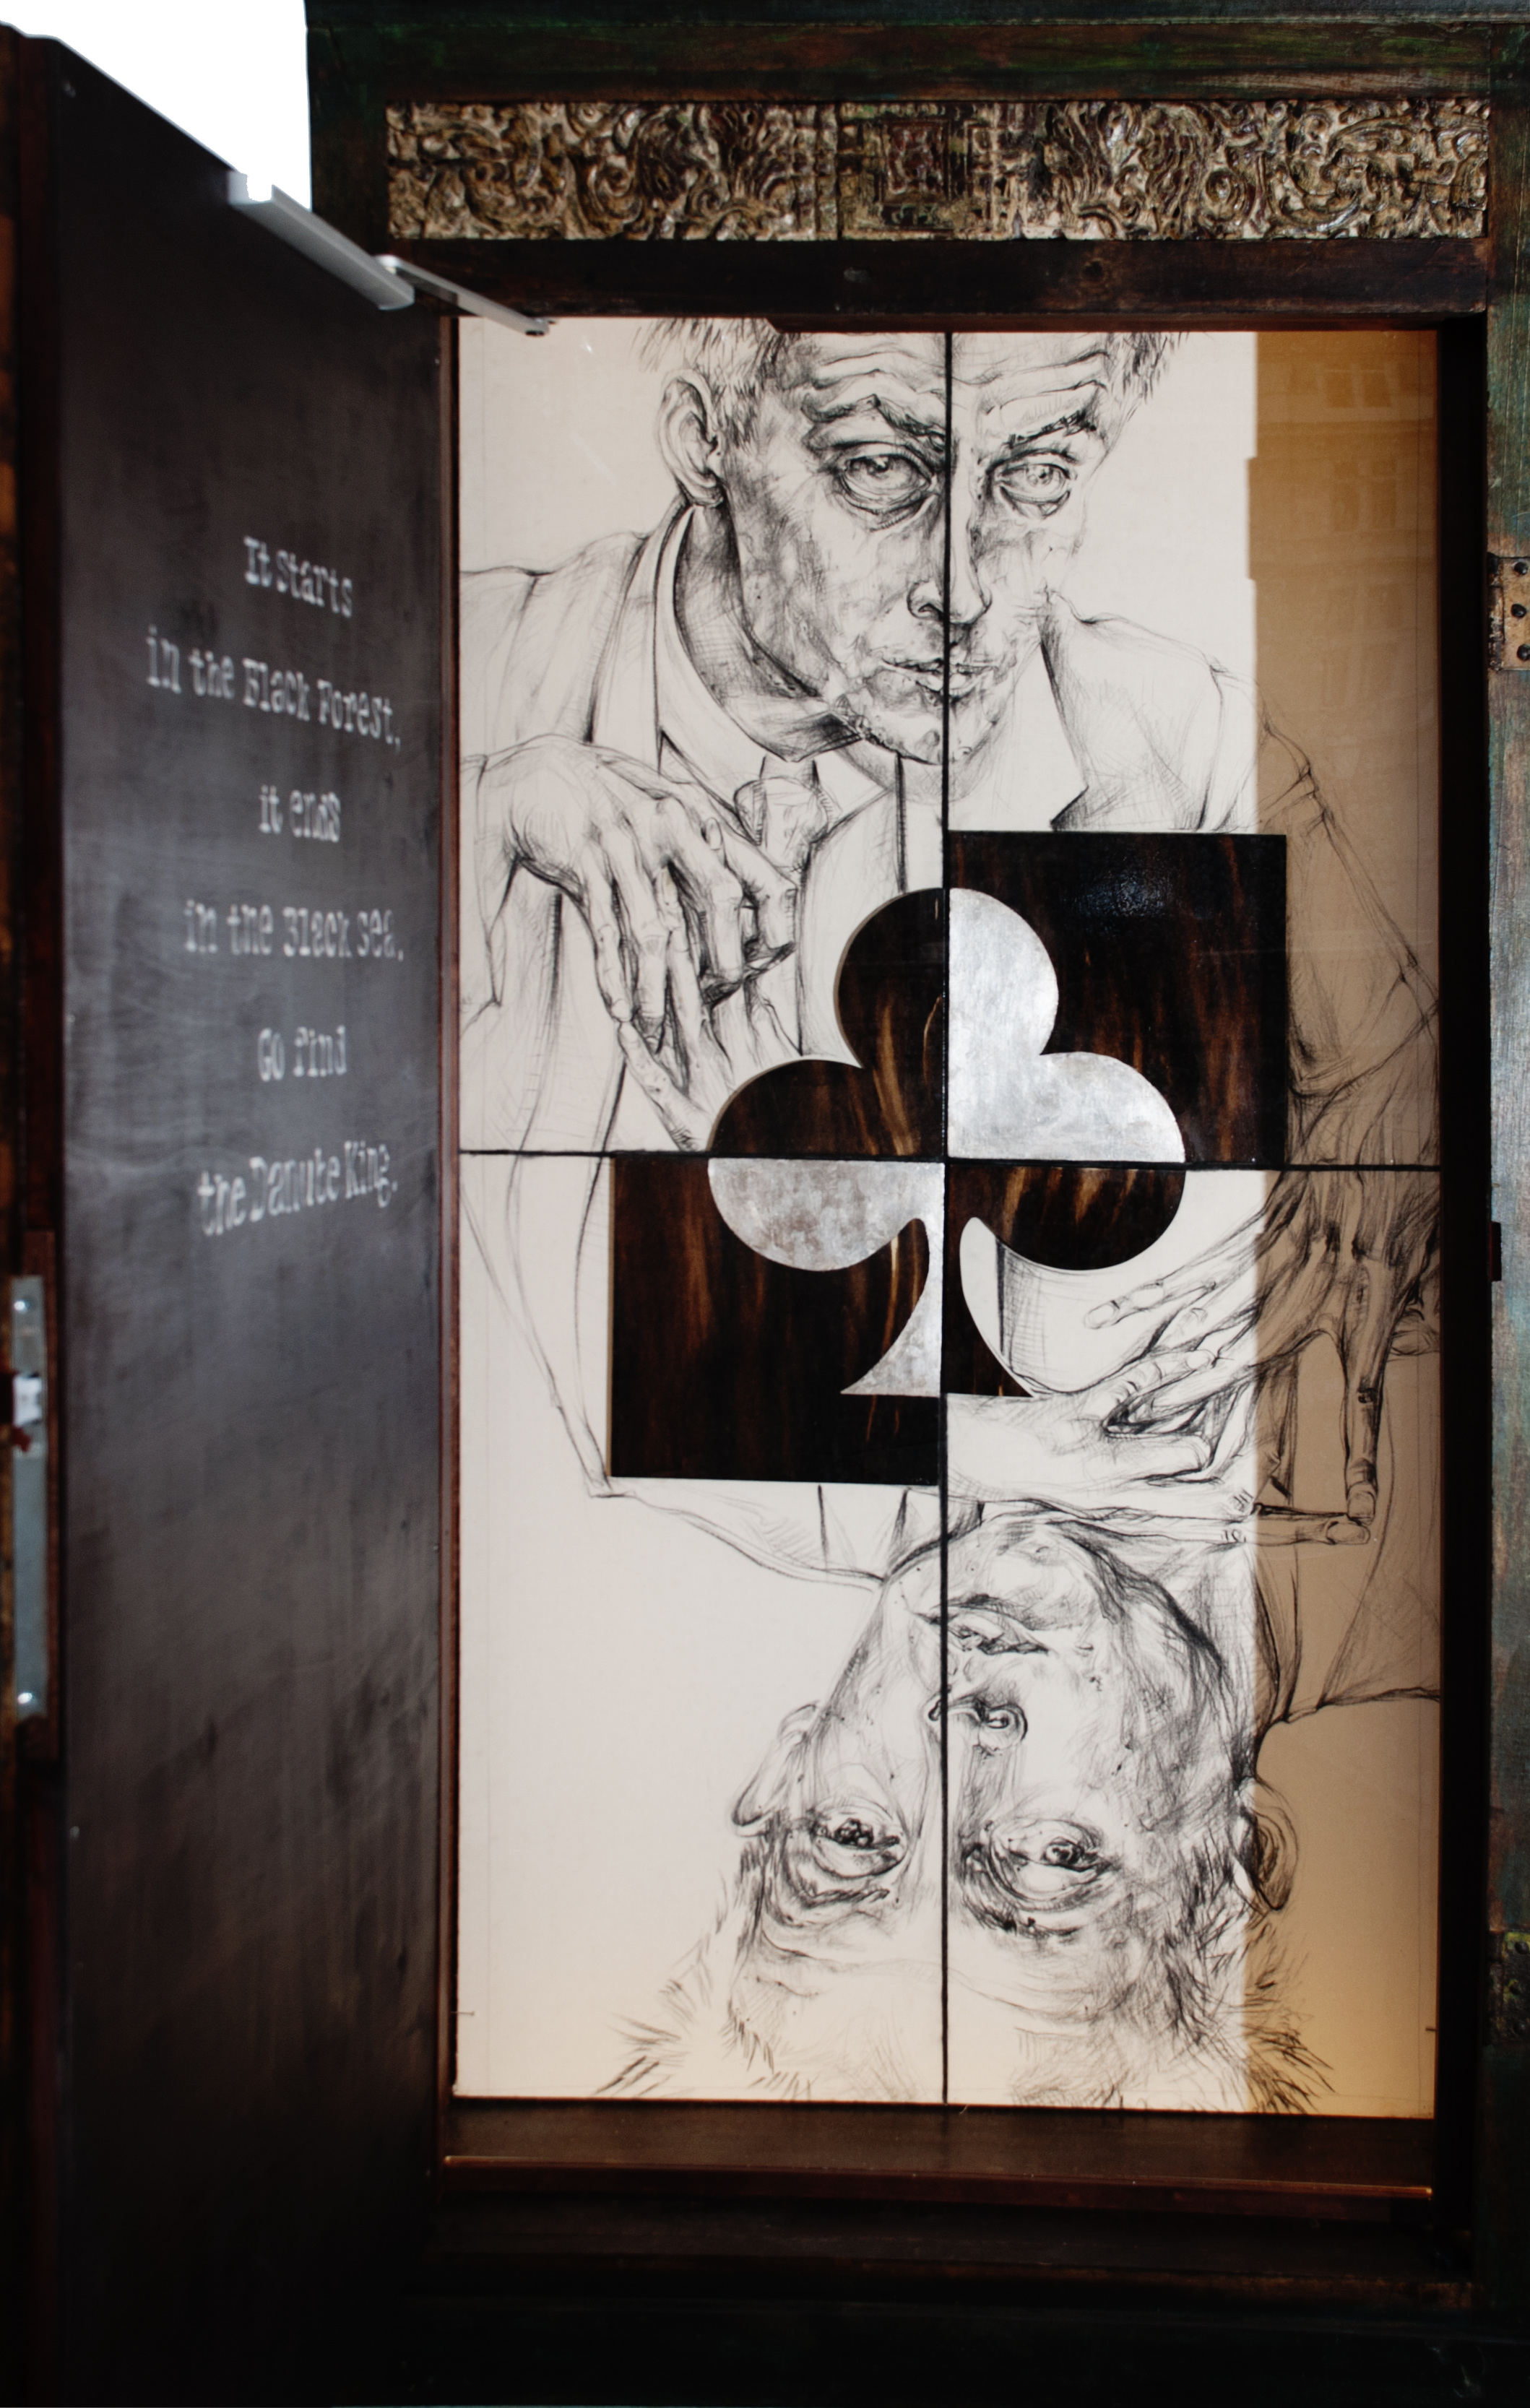 It Starts
in the Black Forest,
it ends
in the Black Sea.
Go find
the Danube King.